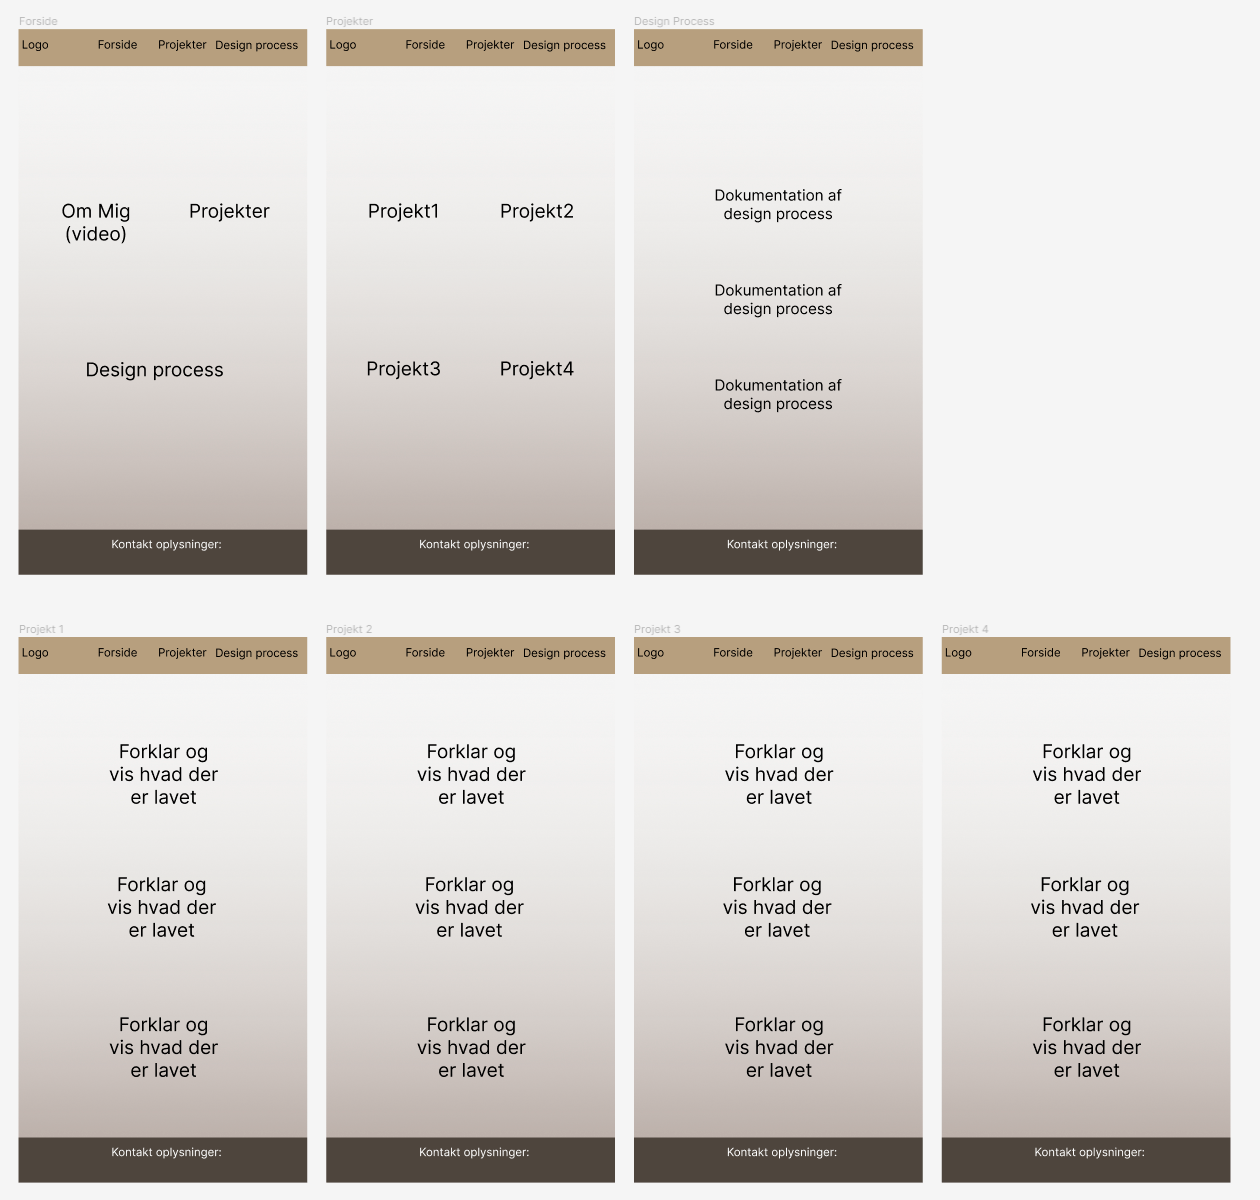 Forside
Projekter
Design Process
Logo Forside Projekter Design process
Logo Forside Projekter Design process
Logo Forside Projekter Design process
Om Mig
(video)
Projekter
Design process
Projekt1 Projekt2
Projekt3 Projekt4
Dokumentation af
design process
Dokumentation af
design process
Dokumentation af
design process
Kontakt oplysninger:
Kontakt oplysninger:
Kontakt oplysninger:
Projekt 1
Projekt 2
Projekt 3
Projekt 4
Logo Forside Projekter Design process
Logo Forside Projekter Design process
Logo Forside Projekter Design process
Logo Forside Projekter Design process
Forklar og
vis hvad der
er lavet
Forklar og
vis hvad der
er lavet
Forklar og
vis hvad der
er lavet
Forklar og
vis hvad der
er lavet
Forklar og
vis hvad der
er lavet
Forklar og
vis hvad der
er lavet
Forklar og
vis hvad der
er lavet
Forklar og
vis hvad der
er lavet
Forklar og
vis hvad der
er lavet
Forklar og
vis hvad der
er lavet
Forklar og
vis hvad der
er lavet
Forklar og
vis hvad der
er lavet
Kontakt oplysninger:
Kontakt oplysninger:
Kontakt oplysninger:
Kontakt oplysninger: